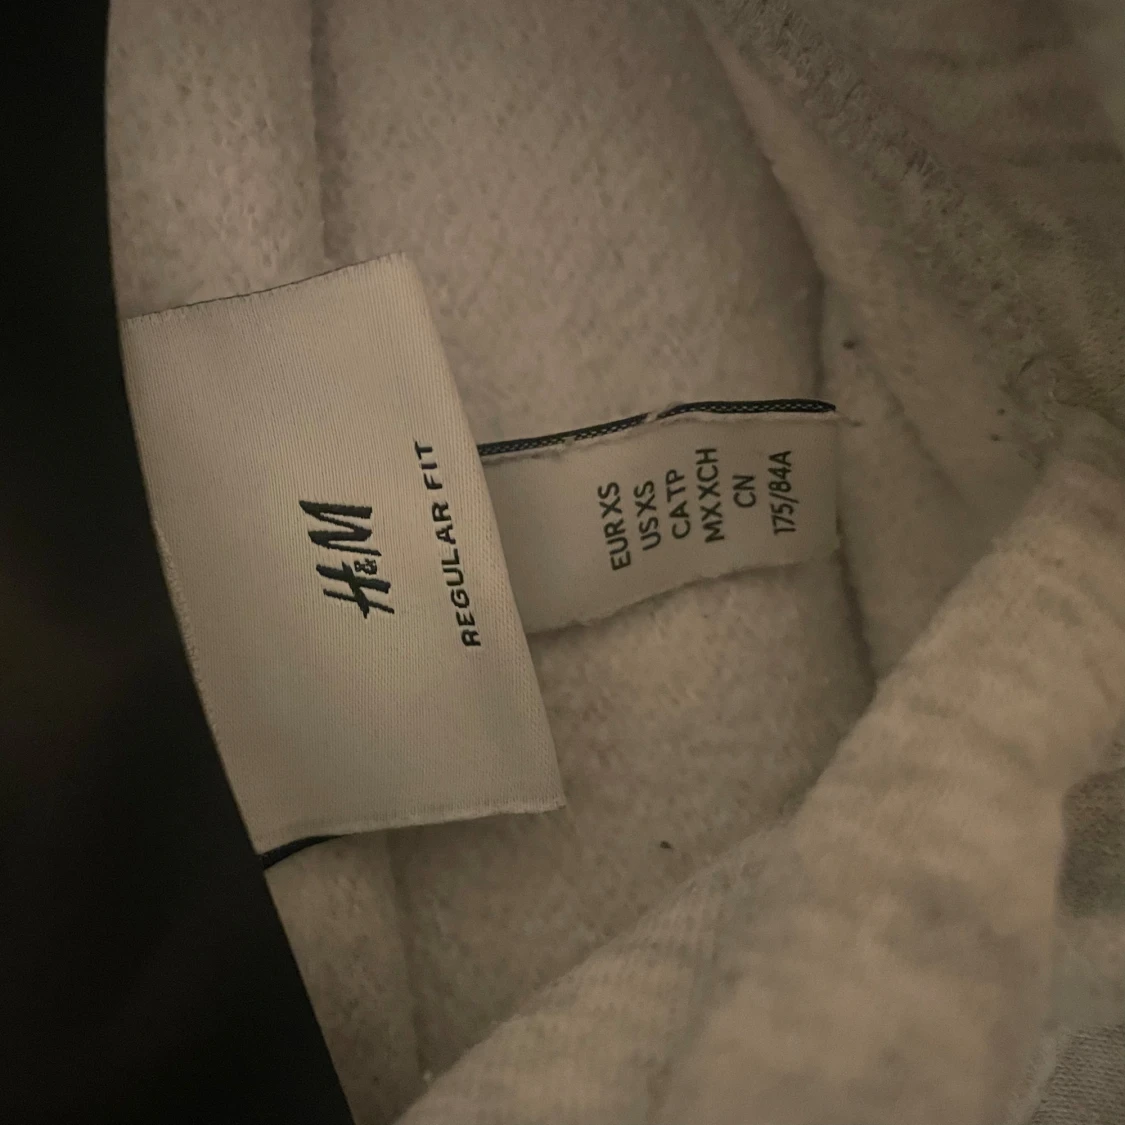 H&M
REGULAR FIT
EUR XS
US XS
CA TP
MX XCH
CN
175/84A